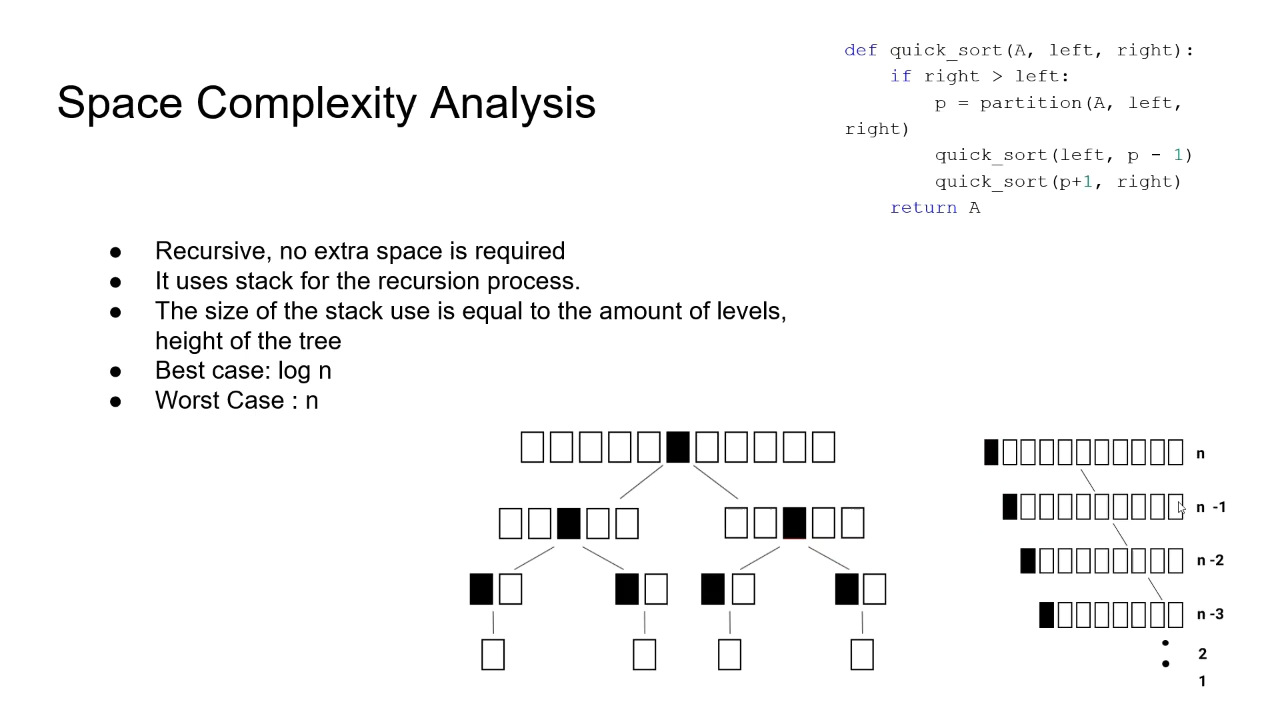 Space Complexity Analysis
def quick_sort(A, left, right):
if right > left:
p = partition(A, left,
right)
quick_sort(left, p - 1)
quick_sort(p+1, right)
return A
● Recursive, no extra space is required
● It uses stack for the recursion process.
● The size of the stack use is equal to the amount of levels,
height of the tree
● Best case: log n
● Worst Case : n
n
n -1
n -2
n -3
2
1